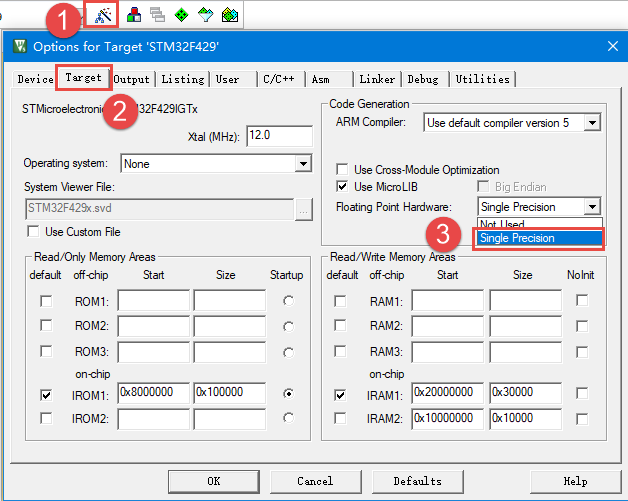 1
Options for Target 'STM32F429'
Device Target Output Listing User C/C++ Asm Linker Debug Utilities
2
STMicroelectronic M32F429IGTx
Xtal (MHz): 12.0
Operating system: None
System Viewer File:
STM32F429x.svd ...
Use Custom File
Code Generation
ARM Compiler: Use default compiler version 5
Use Cross-Module Optimization
Use MicroLIB Big Endian
Floating Point Hardware: Single Precision
Not Used
3 Single Precision
Read/Only Memory Areas
default off-chip Start Size Startup
ROM1:
ROM2:
ROM3:
on-chip
IROM1: 0x8000000 0x100000
IROM2:
Read/Write Memory Areas
default off-chip Start Size NoInit
RAM1:
RAM2:
RAM3:
on-chip
IRAM1: 0x20000000 0x30000
IRAM2: 0x10000000 0x10000
OK Cancel Defaults Help